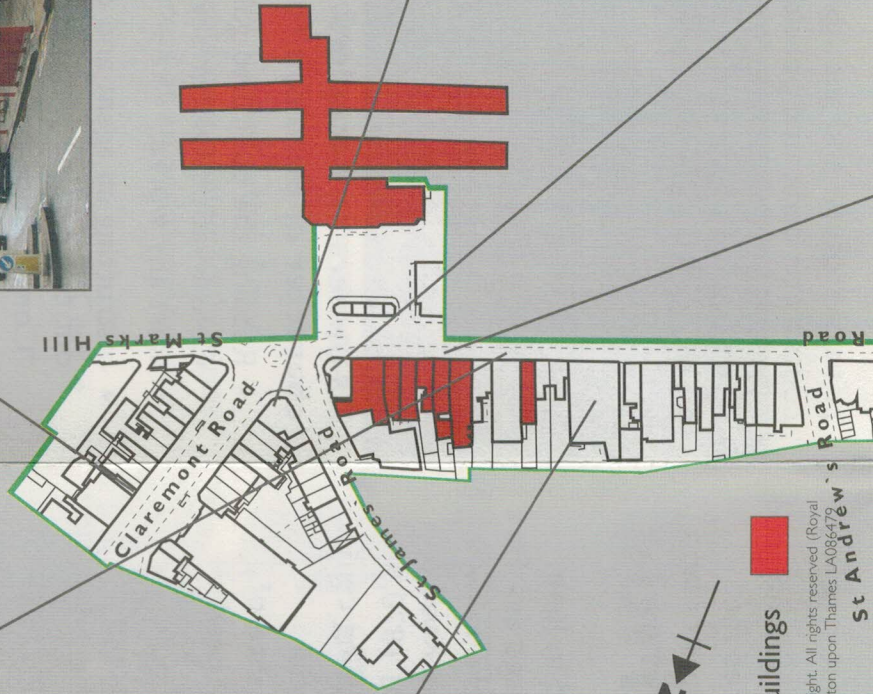 St Marks Hill
Road
Claremont Road
St James' Road
St Andrew's Road
uildings
ght. All rights reserved (Royal
ton upon Thames LA086479